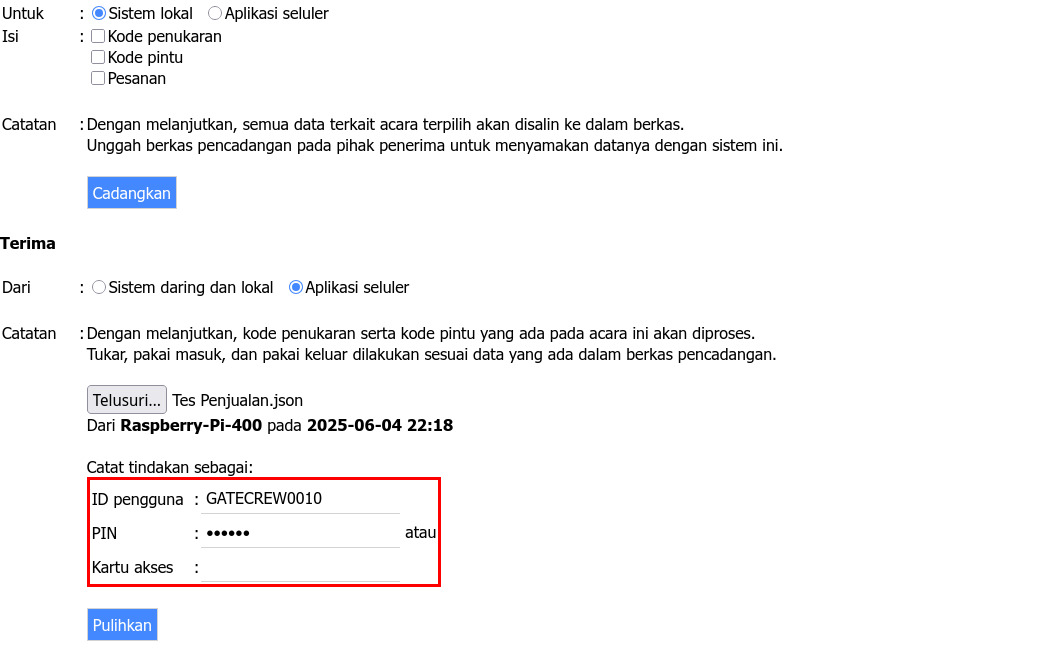 Untuk : Sistem lokal Aplikasi seluler
Isi : Kode penukaran
Kode pintu
Pesanan
Catatan : Dengan melanjutkan, semua data terkait acara terpilih akan disalin ke dalam berkas.
Unggah berkas pencadangan pada pihak penerima untuk menyamakan datanya dengan sistem ini.
Cadangkan
Terima
Dari : Sistem daring dan lokal Aplikasi seluler
Catatan : Dengan melanjutkan, kode penukaran serta kode pintu yang ada pada acara ini akan diproses.
Tukar, pakai masuk, dan pakai keluar dilakukan sesuai data yang ada dalam berkas pencadangan.
Telusuri... Tes Penjualan.json
Dari Raspberry-Pi-400 pada 2025-06-04 22:18
Catat tindakan sebagai:
ID pengguna : GATECREW0010
PIN : •••••• atau
Kartu akses :
Pulihkan